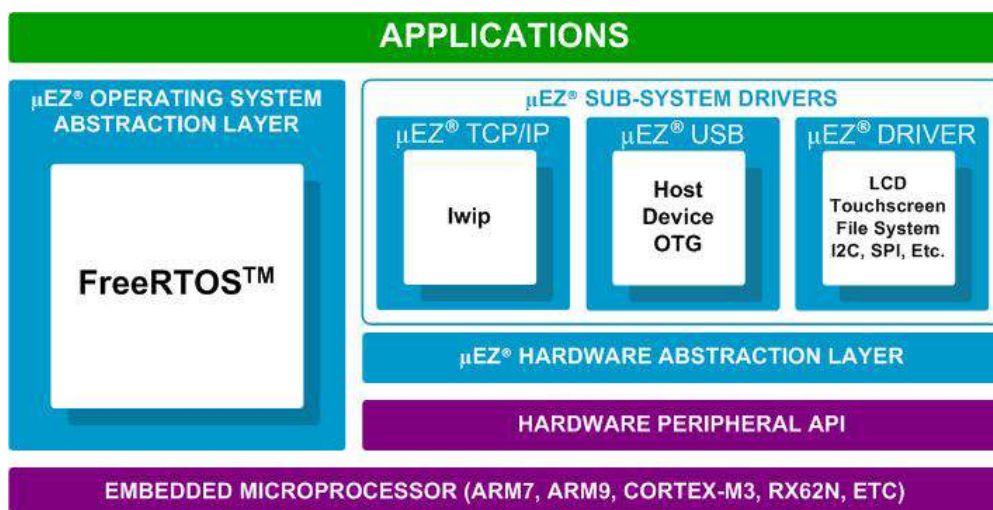 APPLICATIONS
µEZ® OPERATING SYSTEM
ABSTRACTION LAYER
FreeRTOS™
µEZ® SUB-SYSTEM DRIVERS
µEZ® TCP/IP
lwip
µEZ® USB
Host
Device
OTG
µEZ® DRIVER
LCD
Touchscreen
File System
I2C, SPI, Etc.
µEZ® HARDWARE ABSTRACTION LAYER
HARDWARE PERIPHERAL API
EMBEDDED MICROPROCESSOR (ARM7, ARM9, CORTEX-M3, RX62N, ETC)